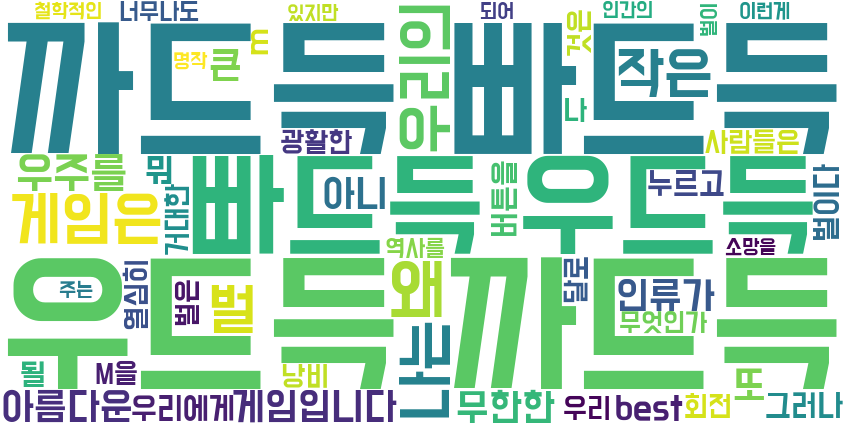 철학적인 너무나도 있지만 되어 인간의 별이 이런게
까드득 빠드득
명작 큰 m 우리의 것은 나 작은
광활한 사람들은
우주를 뭔 거대한 빠드득 아니 버튼을 우드득 누르고 별이다
게임은 역사를 소망을
우드득 까드득
주는 열심히 별은 벌 왜 달로 인류가
무엇인가
될 M을 낭비 나는 또
아름다운 우리에게 게임입니다 무한한 우리 best 회전 그러나